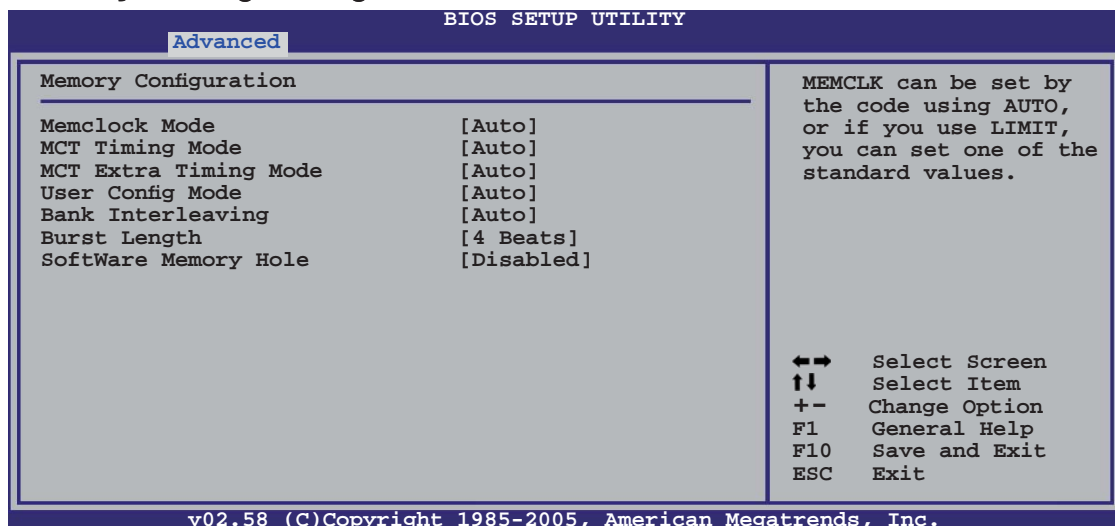 BIOS SETUP UTILITY
Advanced
Memory Configuration
Memclock Mode [Auto]
MCT Timing Mode [Auto]
MCT Extra Timing Mode [Auto]
User Config Mode [Auto]
Bank Interleaving [Auto]
Burst Length [4 Beats]
SoftWare Memory Hole [Disabled]
MEMCLK can be set by
the code using AUTO,
or if you use LIMIT,
you can set one of the
standard values.
←→ Select Screen
↑↓ Select Item
+- Change Option
F1 General Help
F10 Save and Exit
ESC Exit
v02.58 (C)Copyright 1985-2005, American Megatrends, Inc.